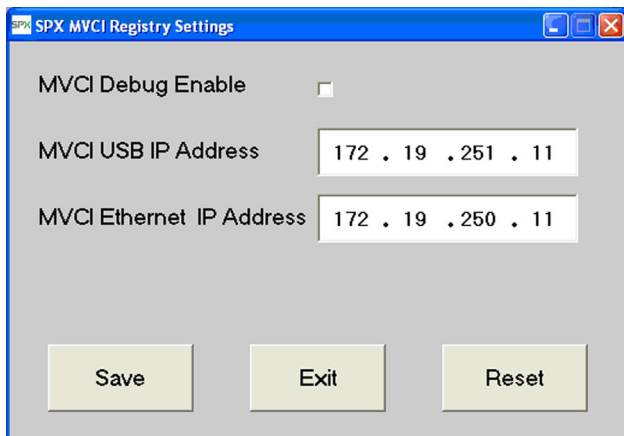 SPX SPX MVCI Registry Settings
MVCI Debug Enable
MVCI USB IP Address 172 . 19 . 251 . 11
MVCI Ethernet IP Address 172 . 19 . 250 . 11
Save Exit Reset